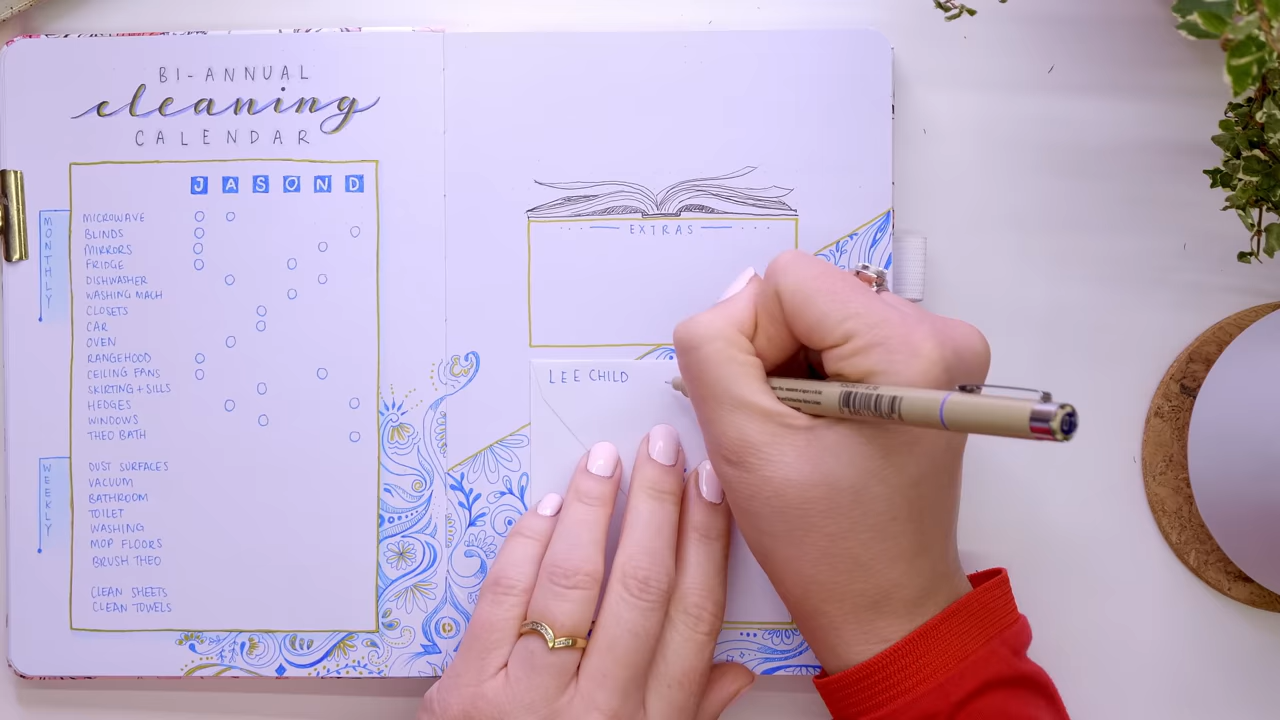 BI-ANNUAL
cleaning
CALENDAR
J A S O N D
MONTHLY
MICROWAVE
BLINDS
MIRRORS
FRIDGE
DISHWASHER
WASHING MACH
CLOSETS
CAR
OVEN
RANGEHOOD
CEILING FANS
SKIRTING + SILLS
HEDGES
WINDOWS
THEO BATH
WEEKLY
DUST SURFACES
VACUUM
BATHROOM
TOILET
WASHING
MOP FLOORS
BRUSH THEO
CLEAN SHEETS
CLEAN TOWELS
EXTRAS
LEE CHILD